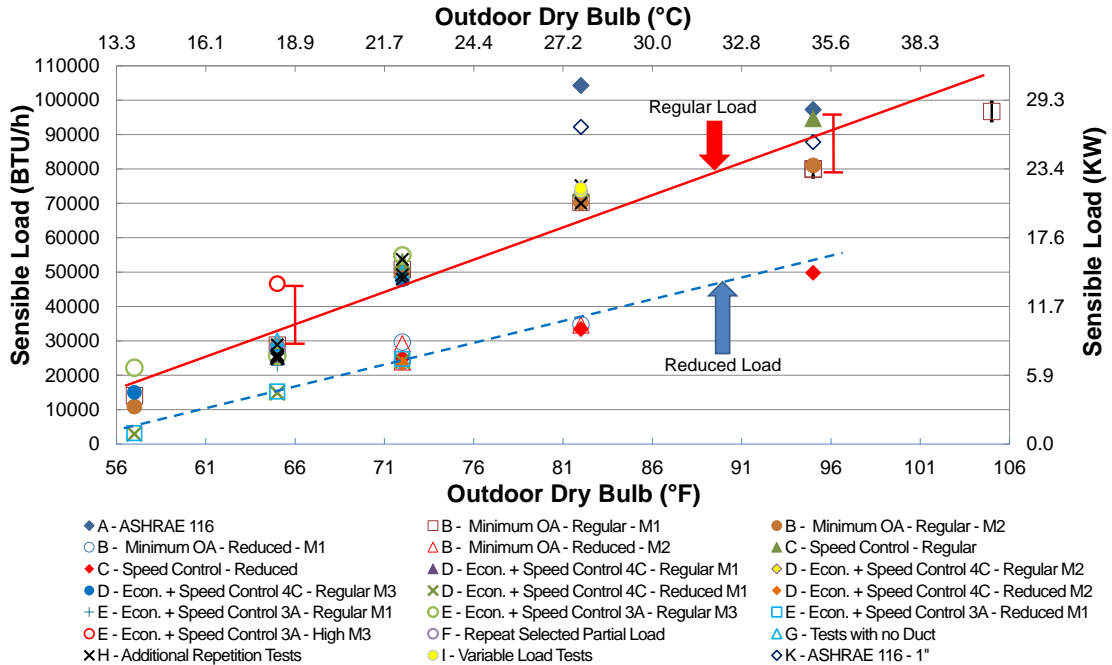 Outdoor Dry Bulb (°C)
13.3 16.1 18.9 21.7 24.4 27.2 30.0 32.8 35.6 38.3
110000
100000 29.3
90000
80000 23.4
70000
60000 17.6
50000
40000 11.7
30000
20000 5.9
10000
0 0.0
Sensible Load (BTU/h)
Sensible Load (KW)
Regular Load
Reduced Load
56 61 66 71 76 81 86 91 96 101 106
Outdoor Dry Bulb (°F)
A - ASHRAE 116 B - Minimum OA - Regular - M1 B - Minimum OA - Regular - M2
B - Minimum OA - Reduced - M1 B - Minimum OA - Reduced - M2 C - Speed Control - Regular
C - Speed Control - Reduced D - Econ. + Speed Control 4C - Regular M1 D - Econ. + Speed Control 4C - Regular M2
D - Econ. + Speed Control 4C - Regular M3 D - Econ. + Speed Control 4C - Reduced M1 D - Econ. + Speed Control 4C - Reduced M2
E - Econ. + Speed Control 3A - Regular M1 E - Econ. + Speed Control 3A - Regular M3 E - Econ. + Speed Control 3A - Reduced M1
E - Econ. + Speed Control 3A - High M3 F - Repeat Selected Partial Load G - Tests with no Duct
H - Additional Repetition Tests I - Variable Load Tests K - ASHRAE 116 - 1"